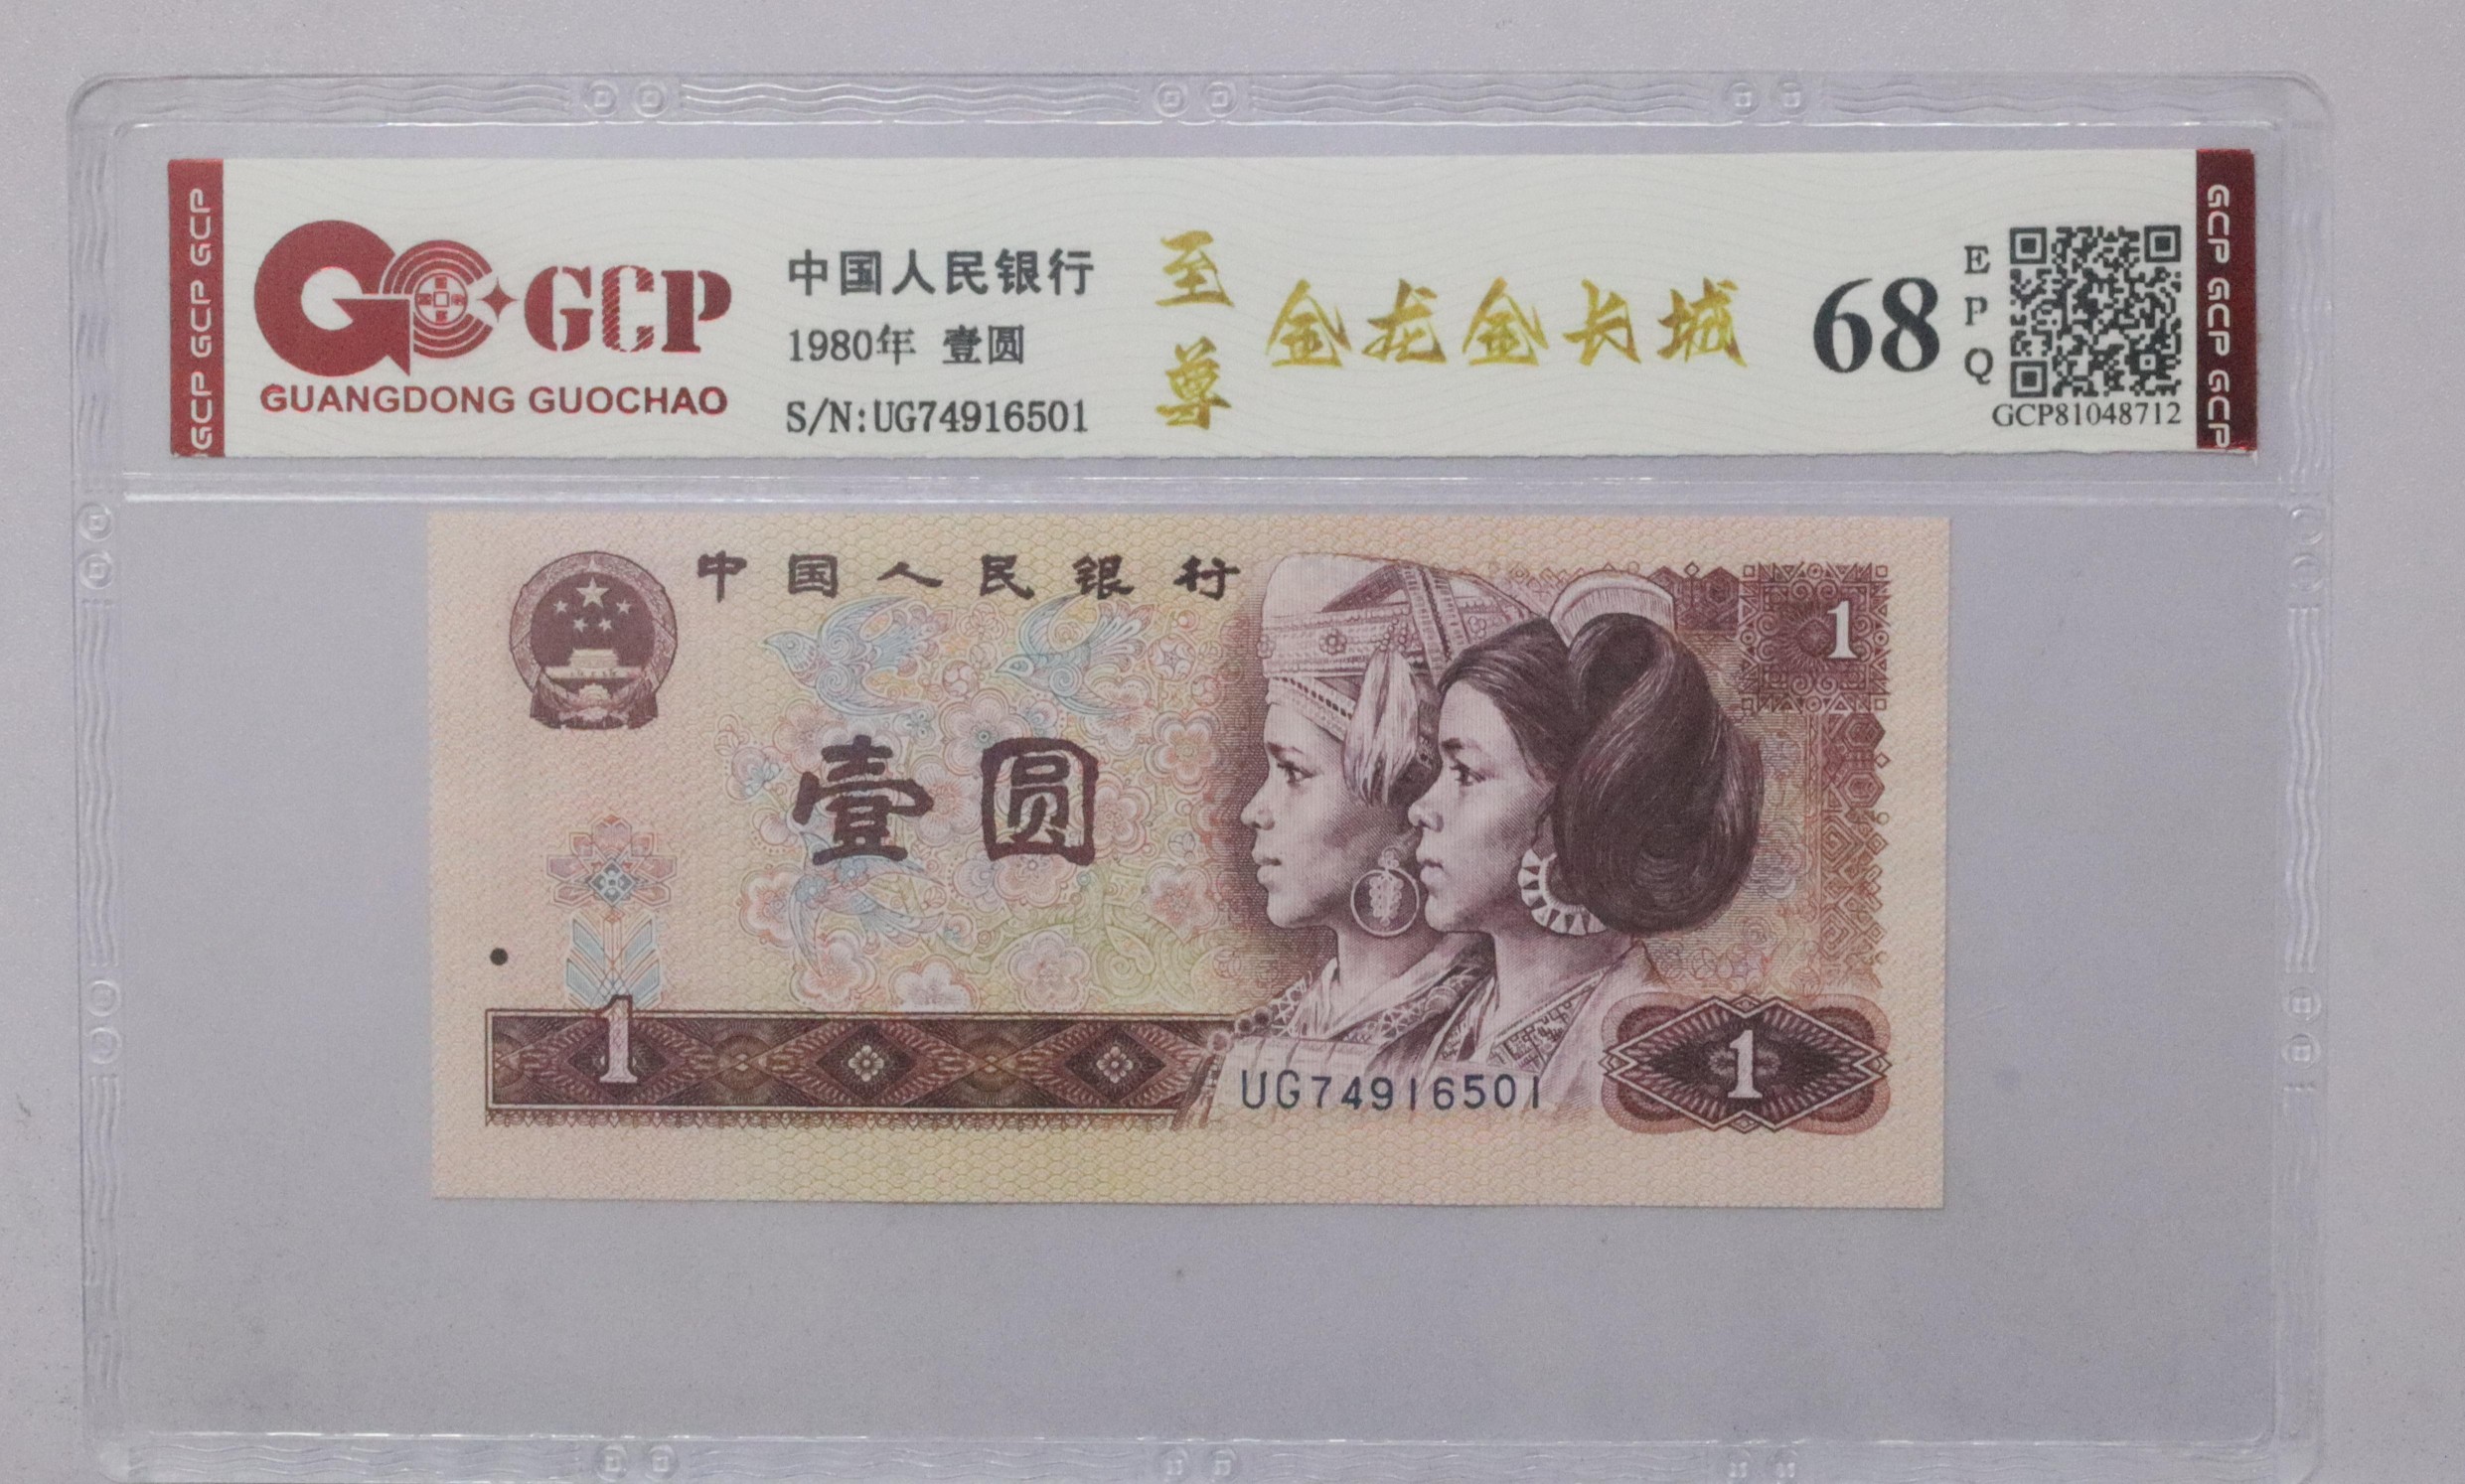 GCP GCP GCP
GCP
GUANGDONG GUOCHAO
中国人民银行
1980年 壹圆
S/N:UG74916501
至尊
金龙金长城
68
EPQ
GCP81048712
GCP GCP GCP
中国人民银行
1
壹圆
1
UG74916501
1